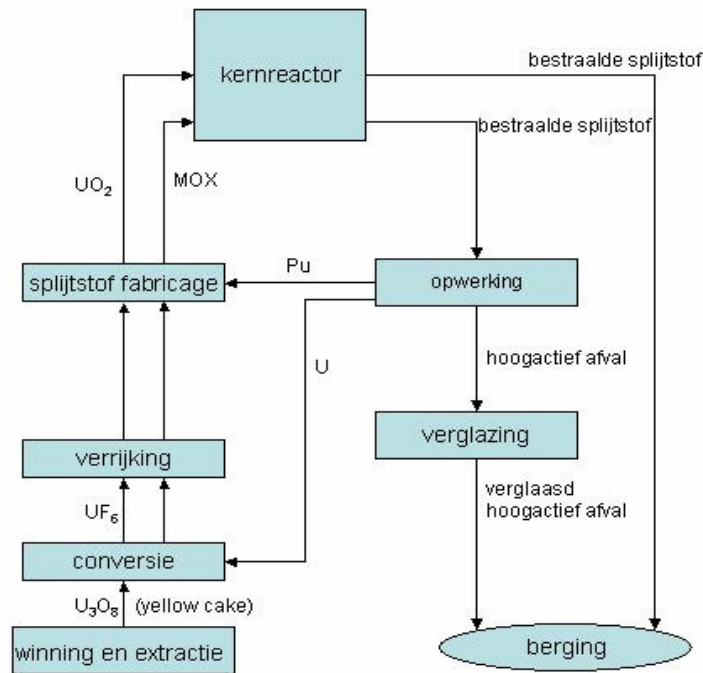 kernreactor
bestraalde splijtstof
bestraalde splijtstof
UO₂
MOX
splijtstof fabricage
Pu
opwerking
U
hoogactief afval
verrijking
verglazing
UF₆
verglaasd
hoogactief afval
conversie
U₃O₈ (yellow cake)
winning en extractie
berging